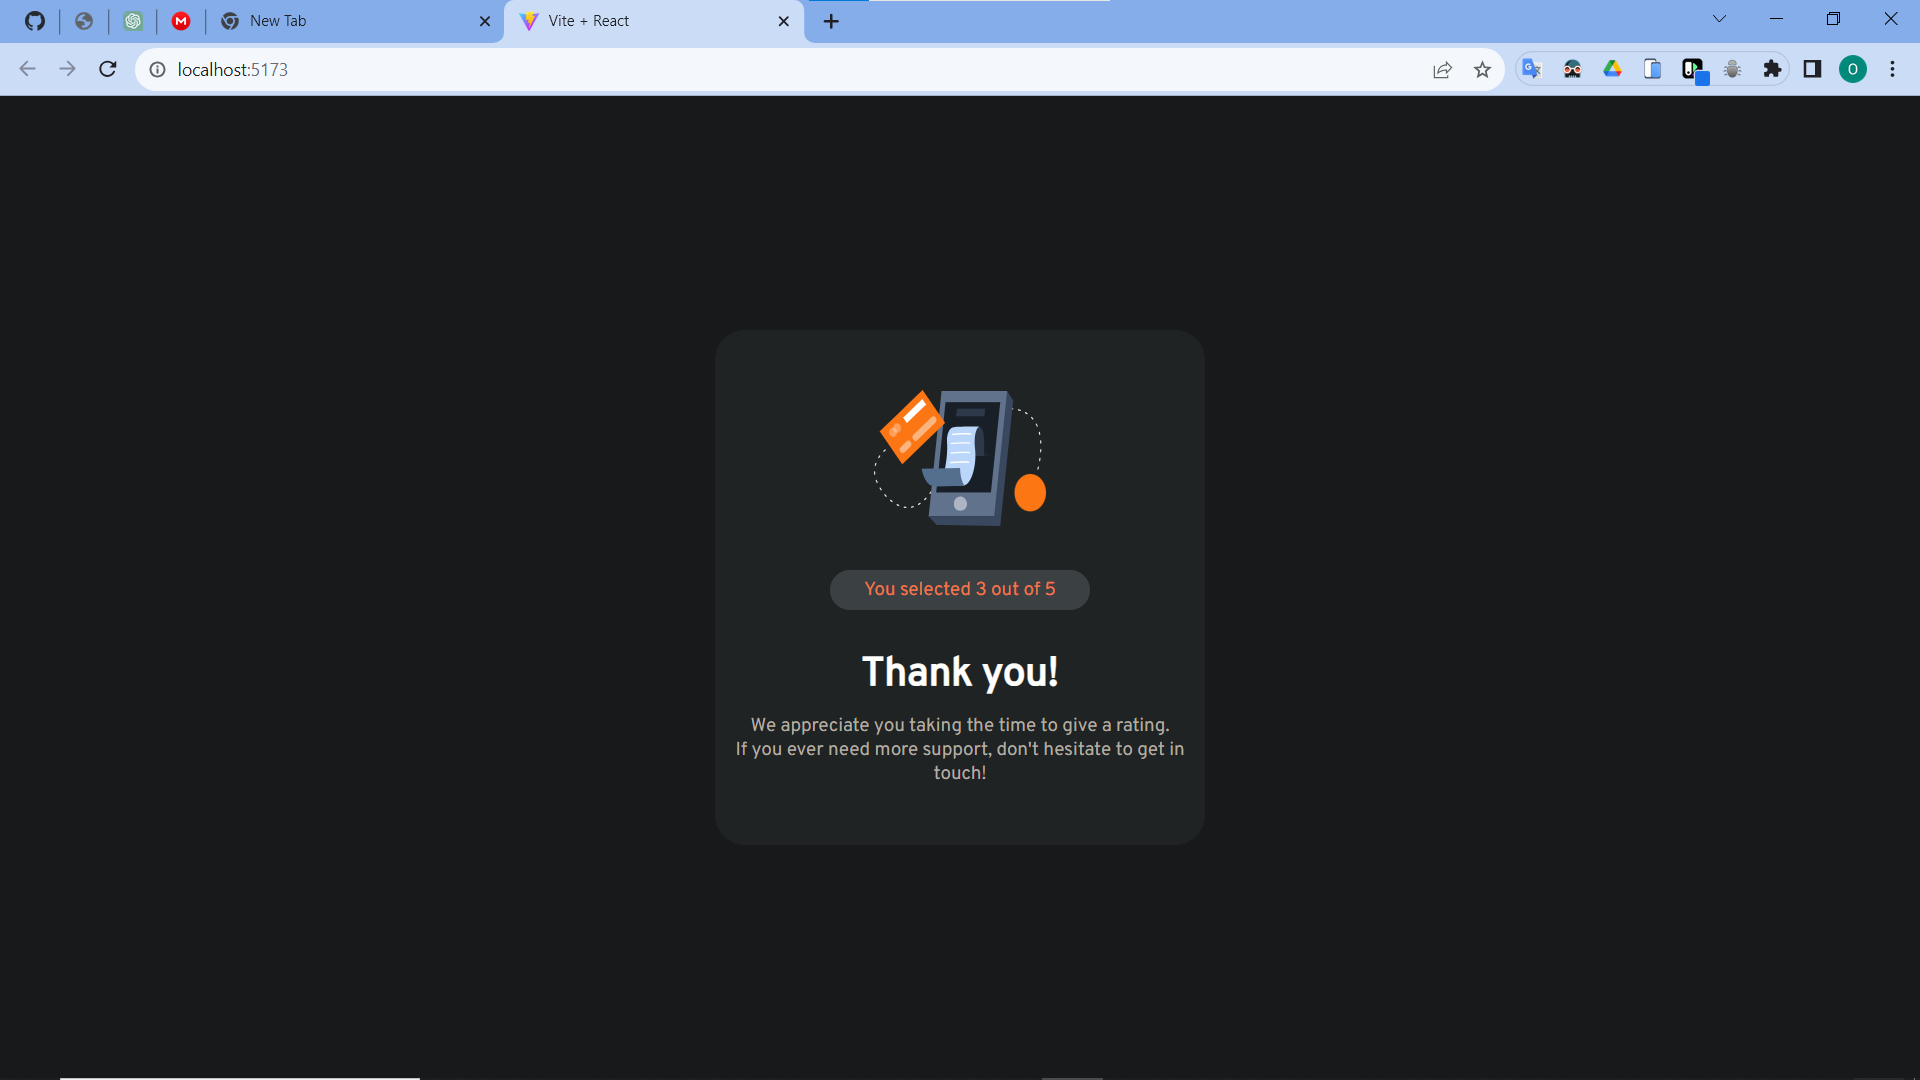 New Tab
Vite + React
localhost:5173
O
You selected 3 out of 5
Thank you!
We appreciate you taking the time to give a rating.
If you ever need more support, don't hesitate to get in
touch!